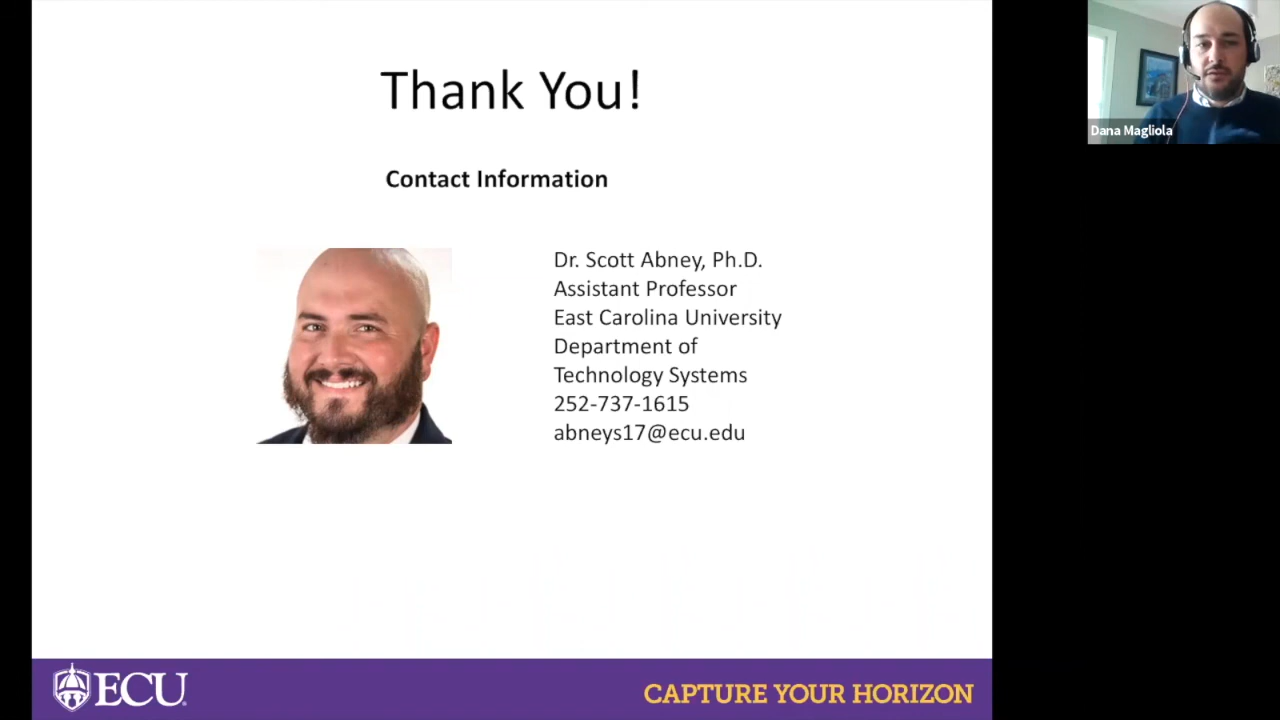 Thank You!
Contact Information
Dr. Scott Abney, Ph.D.
Assistant Professor
East Carolina University
Department of
Technology Systems
252-737-1615
abneys17@ecu.edu
Dana Magliola
ECU
CAPTURE YOUR HORIZON